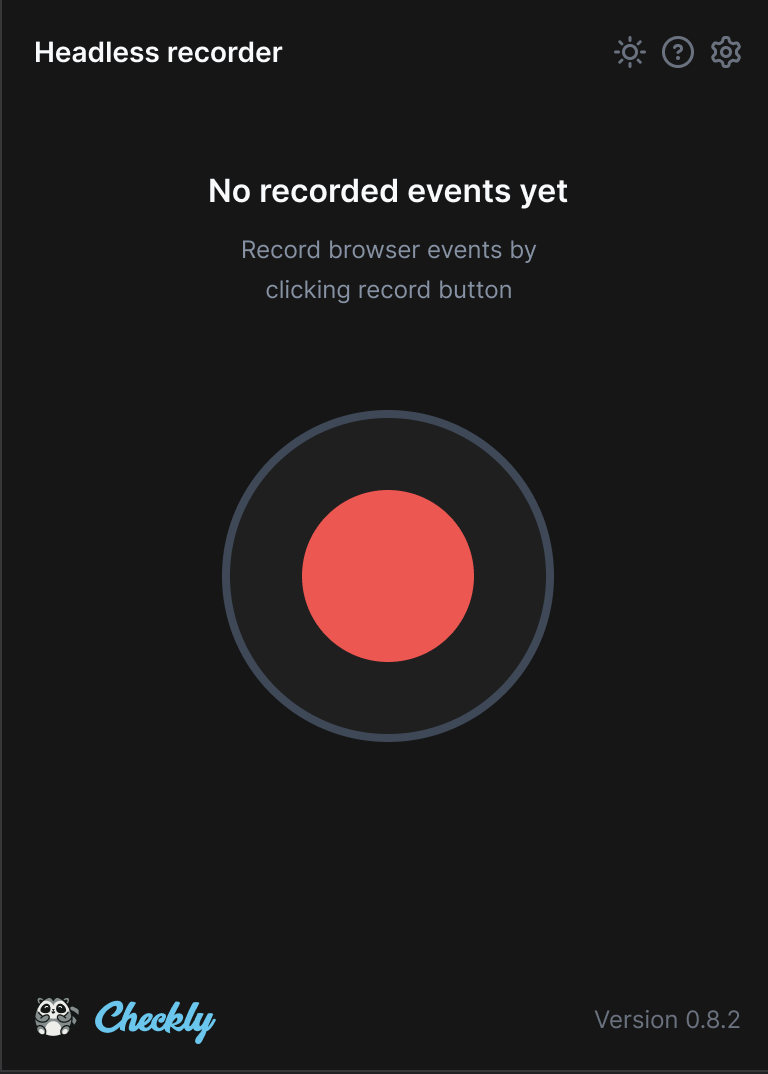 Headless recorder
No recorded events yet
Record browser events by
clicking record button
Checkly
Version 0.8.2